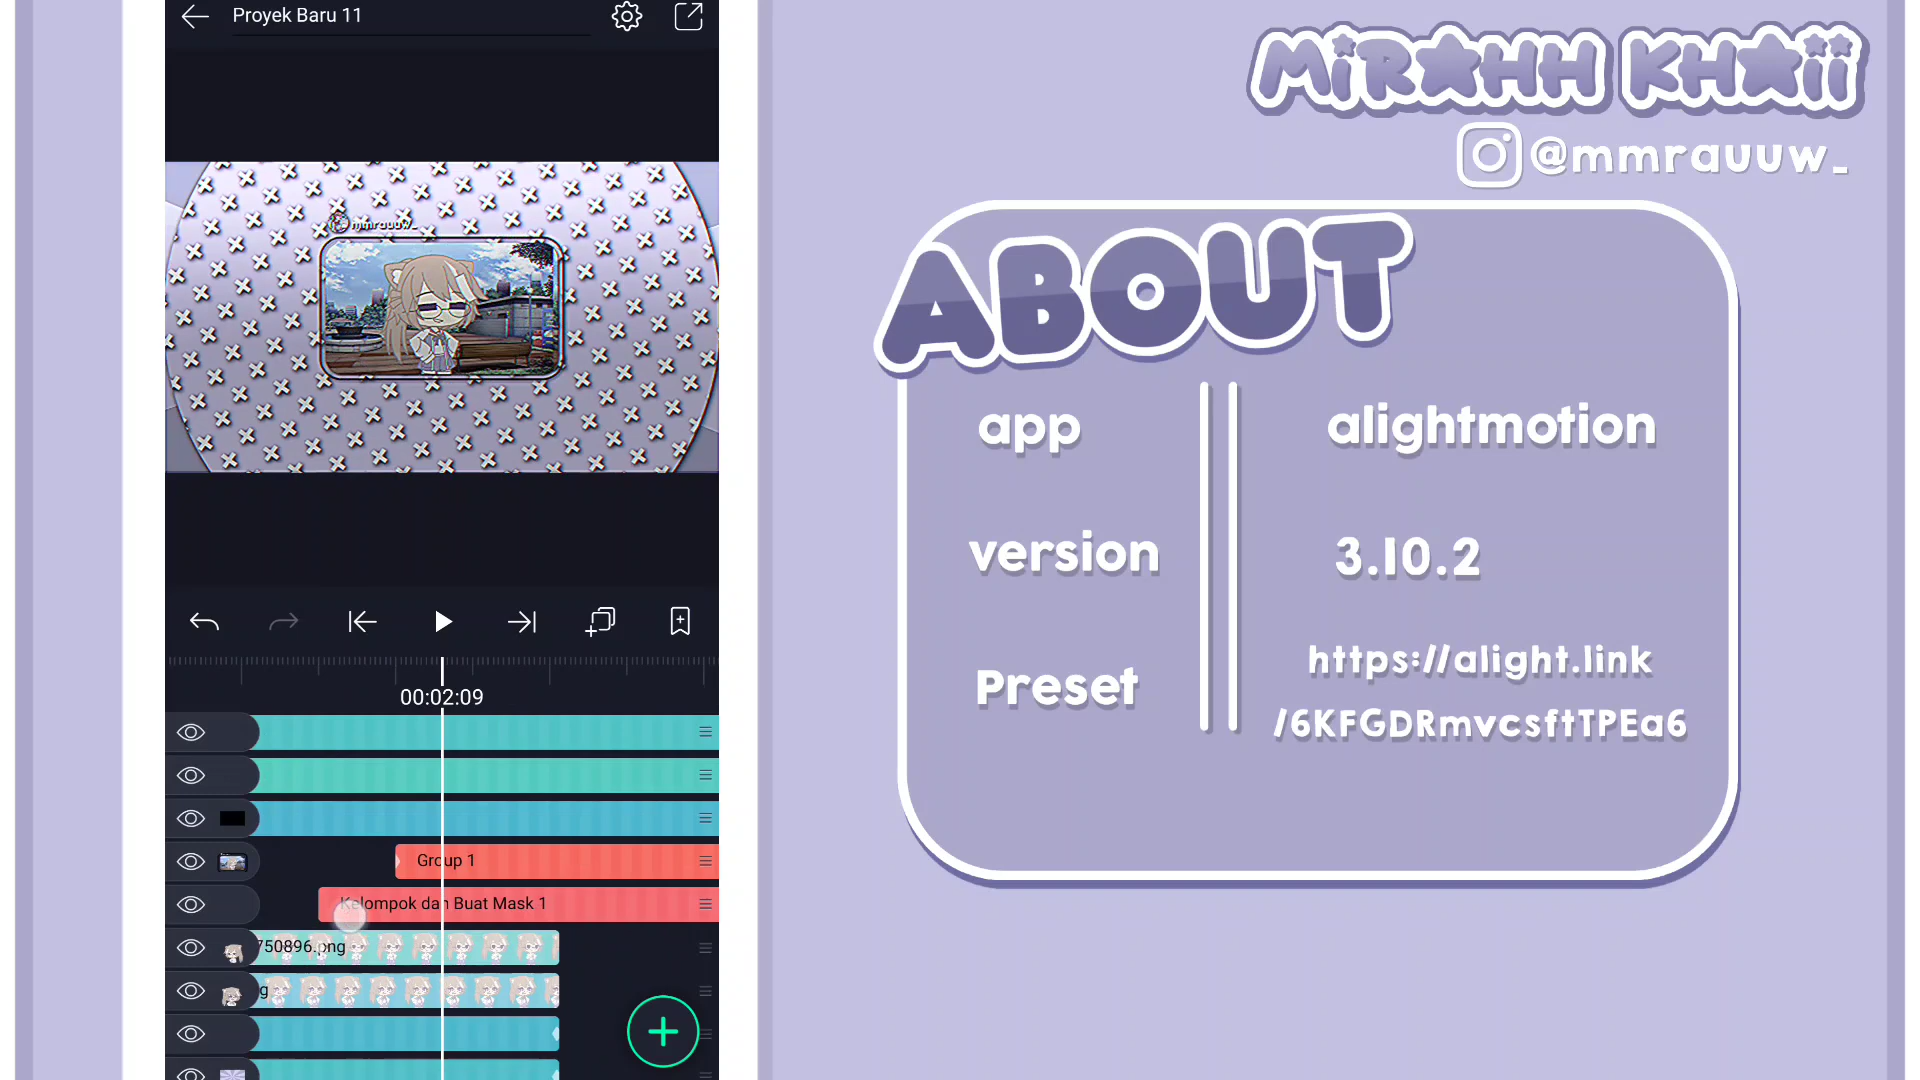 Proyek Baru 11
mmrauuw_
00:02:09
Group 1
Kelompok dan Buat Mask 1
750896.png
g
MiRAHH KHAii
@mmrauuw_
ABOUT
app
alightmotion
version
3.10.2
Preset
https://alight.link
/6KFGDRmvcsftTPEa6